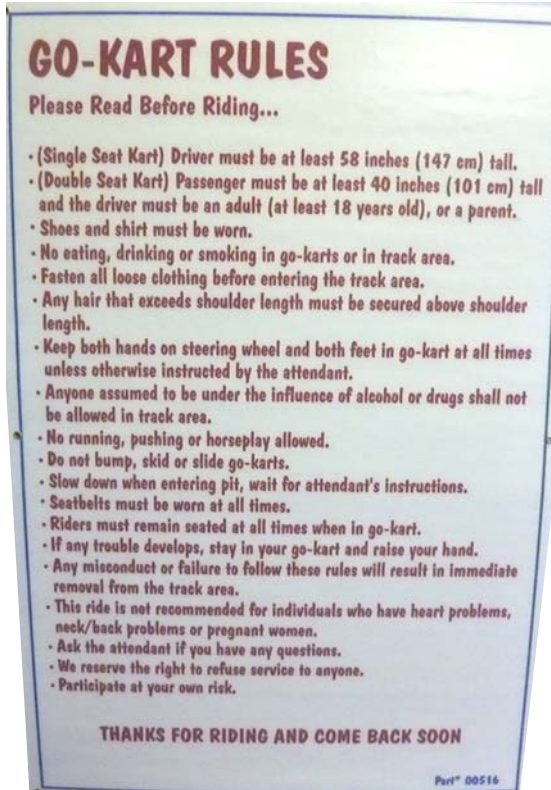 GO-KART RULES
Please Read Before Riding...
· (Single Seat Kart) Driver must be at least 58 inches (147 cm) tall.
· (Double Seat Kart) Passenger must be at least 40 inches (101 cm) tall
and the driver must be an adult (at least 18 years old), or a parent.
· Shoes and shirt must be worn.
· No eating, drinking or smoking in go-karts or in track area.
· Fasten all loose clothing before entering the track area.
· Any hair that exceeds shoulder length must be secured above shoulder
length.
· Keep both hands on steering wheel and both feet in go-kart at all times
unless otherwise instructed by the attendant.
· Anyone assumed to be under the influence of alcohol or drugs shall not
be allowed in track area.
· No running, pushing or horseplay allowed.
· Do not bump, skid or slide go-karts.
· Slow down when entering pit, wait for attendant's instructions.
· Seatbelts must be worn at all times.
· Riders must remain seated at all times when in go-kart.
· If any trouble develops, stay in your go-kart and raise your hand.
· Any misconduct or failure to follow these rules will result in immediate
removal from the track area.
· This ride is not recommended for individuals who have heart problems,
neck/back problems or pregnant women.
· Ask the attendant if you have any questions.
· We reserve the right to refuse service to anyone.
· Participate at your own risk.
THANKS FOR RIDING AND COME BACK SOON
Part# 00516